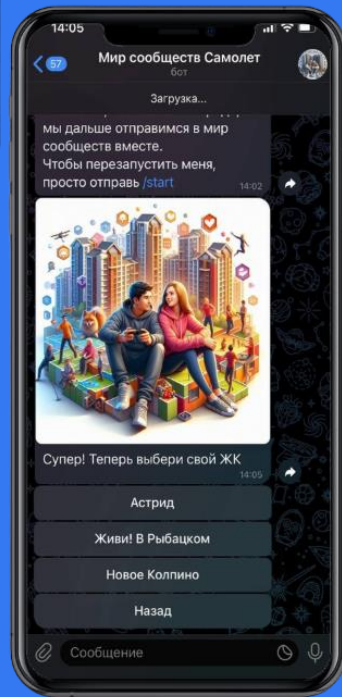 14:05
57
Мир сообществ Самолет
бот
Загрузка...
мы дальше отправимся в мир
сообществ вместе.
Чтобы перезапустить меня,
просто отправь /start
14:02
Супер! Теперь выбери свой ЖК
14:05
Астрид
Живи! В Рыбацком
Новое Колпино
Назад
Сообщение